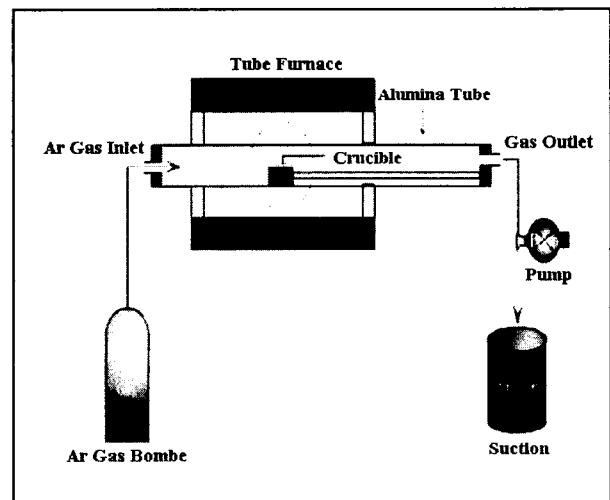 Tube Furnace
Alumina Tube
Ar Gas Inlet
Gas Outlet
Crucible
Pump
Ar Gas Bombe
Suction